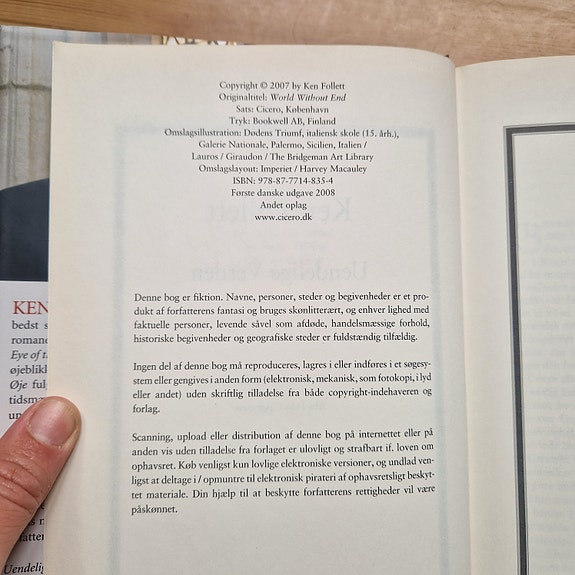 Copyright © 2007 by Ken Follett
Originaltitel: World Without End
Sats: Cicero, København
Tryk: Bookwell AB, Finland
Omslagsillustration: Dødens Triumf, italiensk skole (15. årh.),
Galerie Nationale, Palermo, Sicilien, Italien /
Lauros / Giraudon / The Bridgeman Art Library
Omslagslayout: Imperiet / Harvey Macauley
ISBN: 978-87-7714-835-4
Første danske udgave 2008
Andet oplag
www.cicero.dk
Denne bog er fiktion. Navne, personer, steder og begivenheder er et pro-
dukt af forfatterens fantasi og bruges skønlitterært, og enhver lighed med
faktuelle personer, levende såvel som afdøde, handelsmæssige forhold,
historiske begivenheder og geografiske steder er fuldstændig tilfældig.
Ingen del af denne bog må reproduceres, lagres i eller indføres i et søgesy-
stem eller gengives i anden form (elektronisk, mekanisk, som fotokopi, i lyd
eller andet) uden skriftlig tilladelse fra både copyright-indehaveren og
forlag.
Scanning, upload eller distribution af denne bog på internettet eller på
anden vis uden tilladelse fra forlaget er ulovligt og strafbart if. loven om
ophavsret. Køb venligst kun lovlige elektroniske versioner, og undlad ven-
ligst at deltage i / opmuntre til elektronisk pirateri af ophavsretligt beskyt-
tet materiale. Din hjælp til at beskytte forfatterens rettigheder vil være
påskønnet.
KEN
bedst s
romane
Eye of t
øjeblikk
Øje fulg
tidsma
un
Uendelig